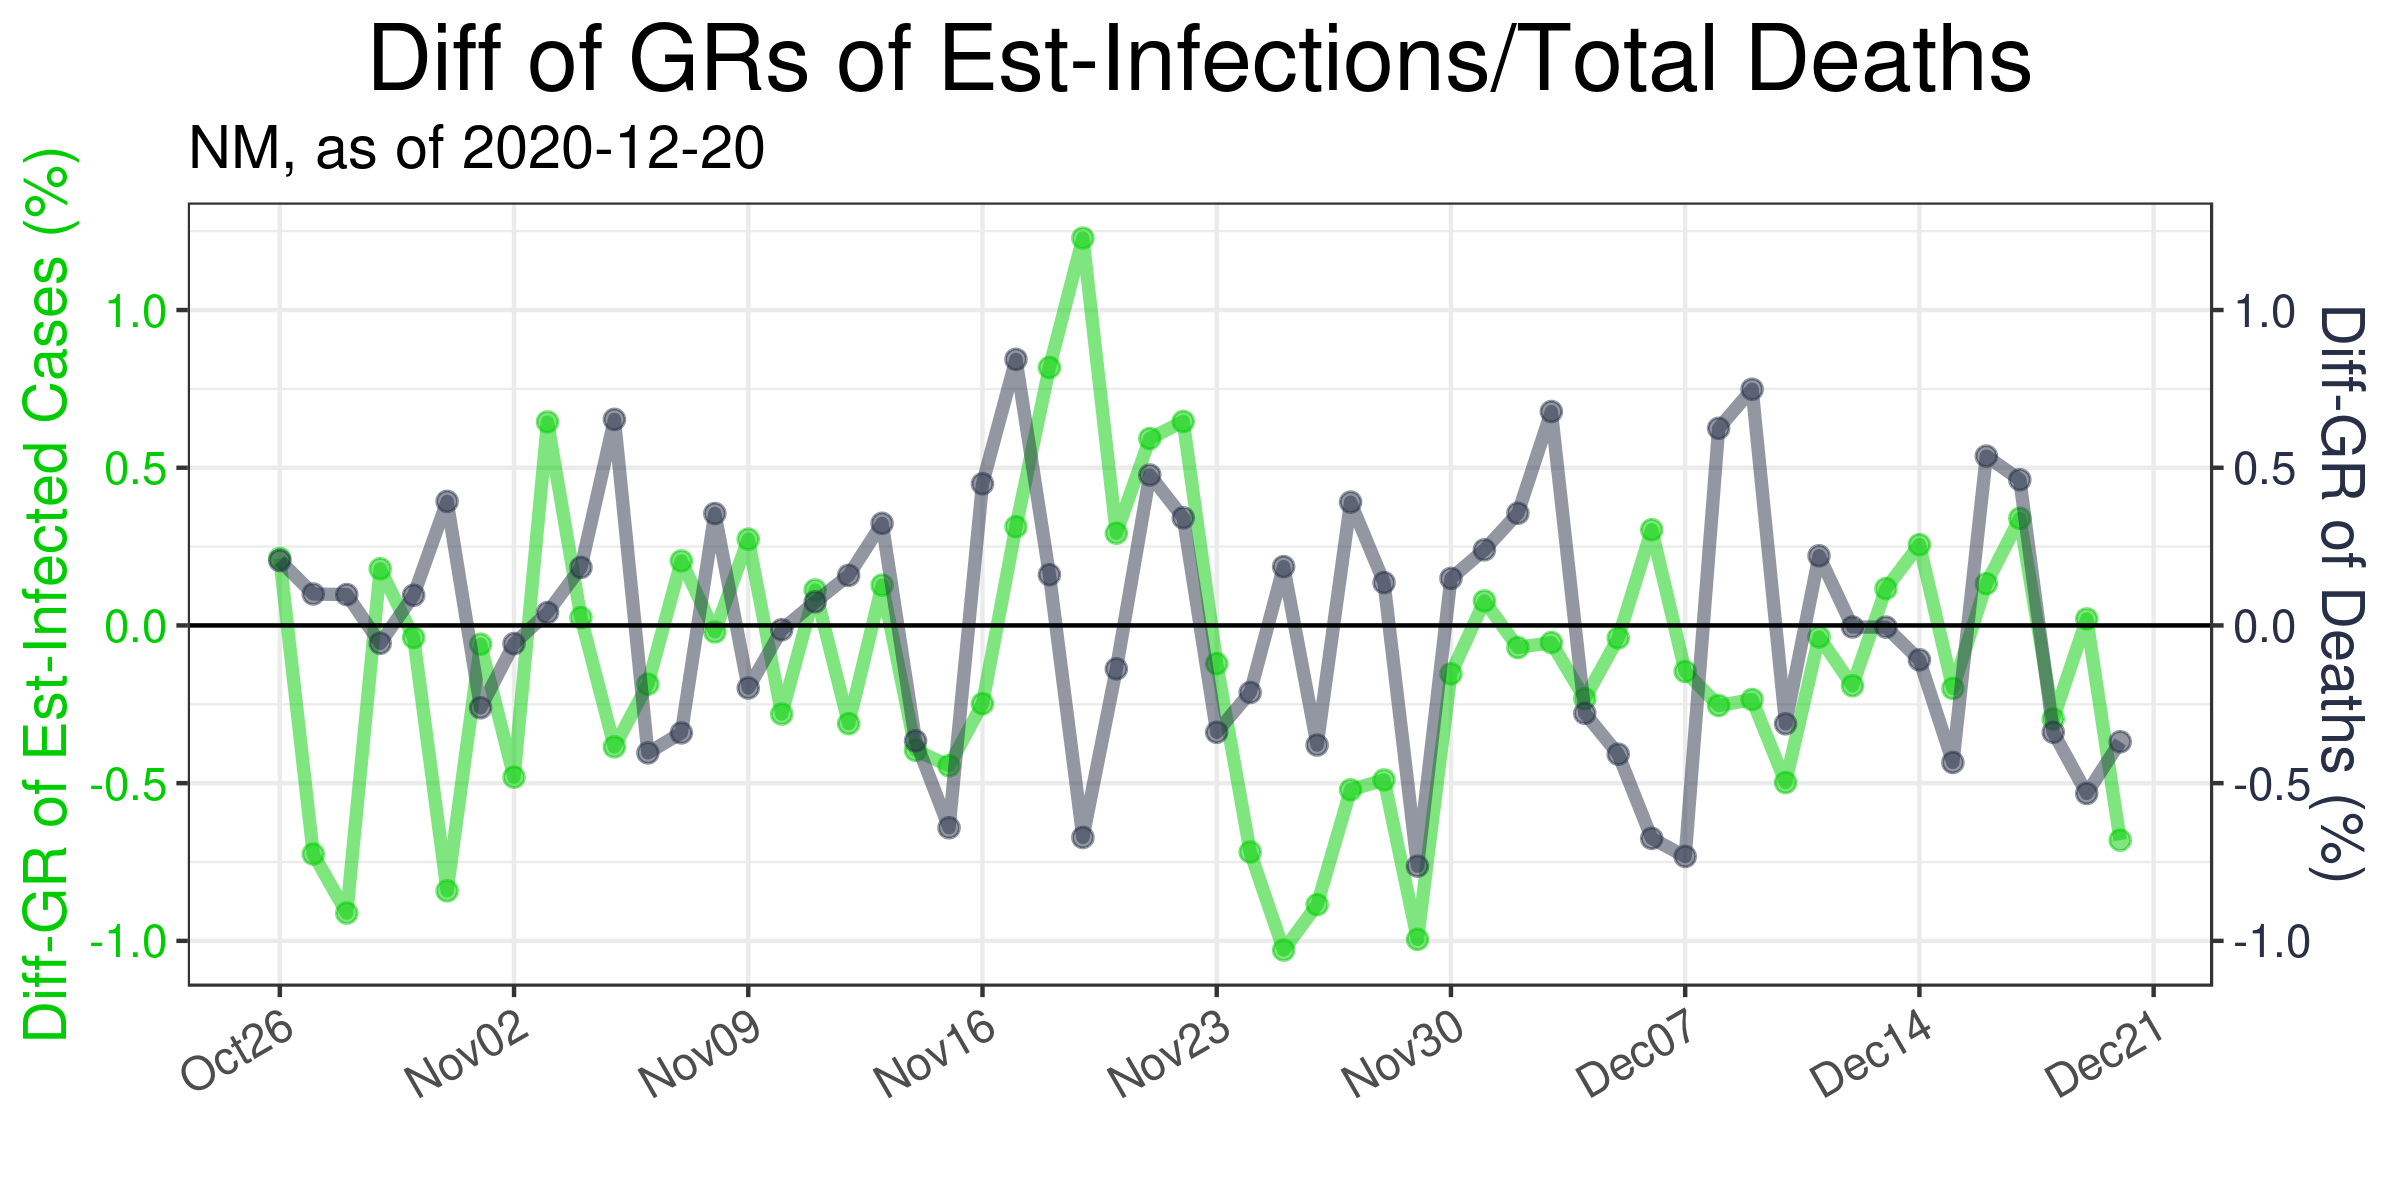 Diff of GRs of Est-Infections/Total Deaths
NM, as of 2020-12-20
Diff-GR of Est-Infected Cases (%)
1.0
0.5
0.0
-0.5
-1.0
1.0
0.5
0.0
-0.5
-1.0
Diff-GR of Deaths (%)
Oct26
Nov02
Nov09
Nov16
Nov23
Nov30
Dec07
Dec14
Dec21